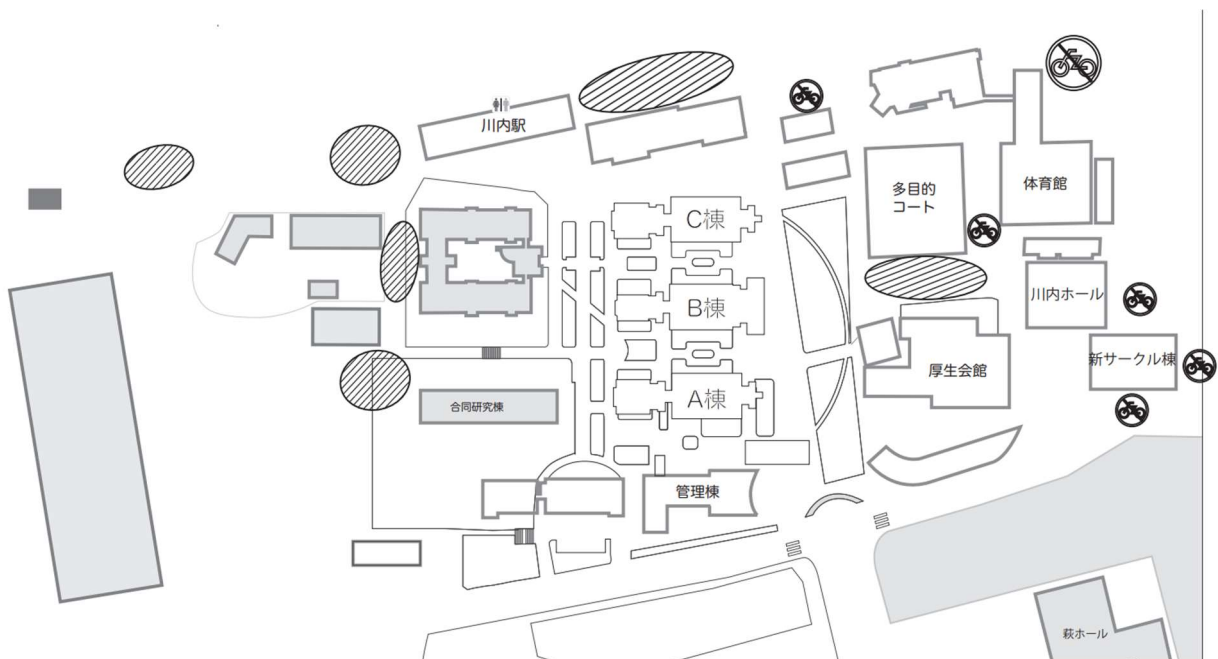 川内駅
C棟
多目的
コート
体育館
B棟
川内ホール
厚生会館
新サークル棟
A棟
合同研究棟
管理棟
萩ホール